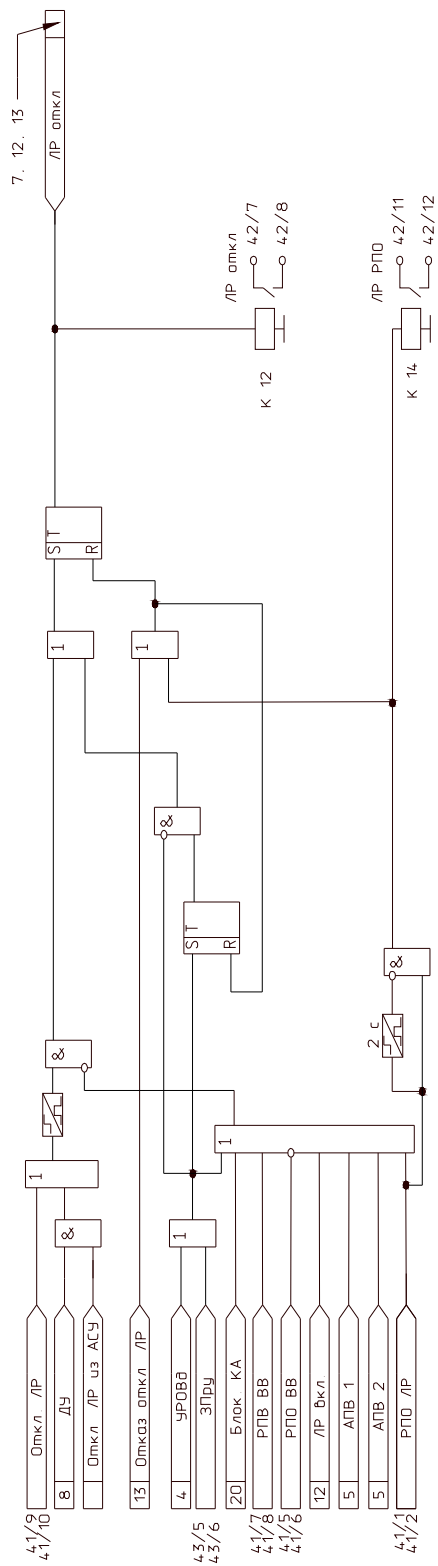 41/9
41/10
Откл ЛР
8 ДУ
Откл ЛР из АСУ
13 Отказ откл ЛР
4 УРОВд
43/5
43/6
ЗПру
20 Блок КА
41/7
41/8
РПВ ВВ
41/5
41/6
РПО ВВ
12 ЛР вкл.
5 АПВ 1
5 АПВ 2
41/1
41/2
РПО ЛР
1
&
&
1
1
2 с
&
S T
R
&
1
1
S T
R
К 12
ЛР откл
42/7
42/8
К 14
ЛР РПО
42/11
42/12
ЛР откл
7. 12. 13